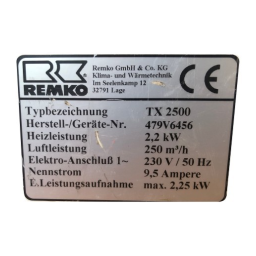 Remko GmbH & Co. KG
Klima- und Wärmetechnik
Im Seelenkamp 12
32791 Lage
REMKO
CE
Typbezeichnung TX 2500
Herstell-/Geräte-Nr. 479V6456
Heizleistung 2,2 kW
Luftleistung 250 m³/h
Elektro-Anschluß 1~ 230 V / 50 Hz
Nennstrom 9,5 Ampere
E.Leistungsaufnahme max. 2,25 kW